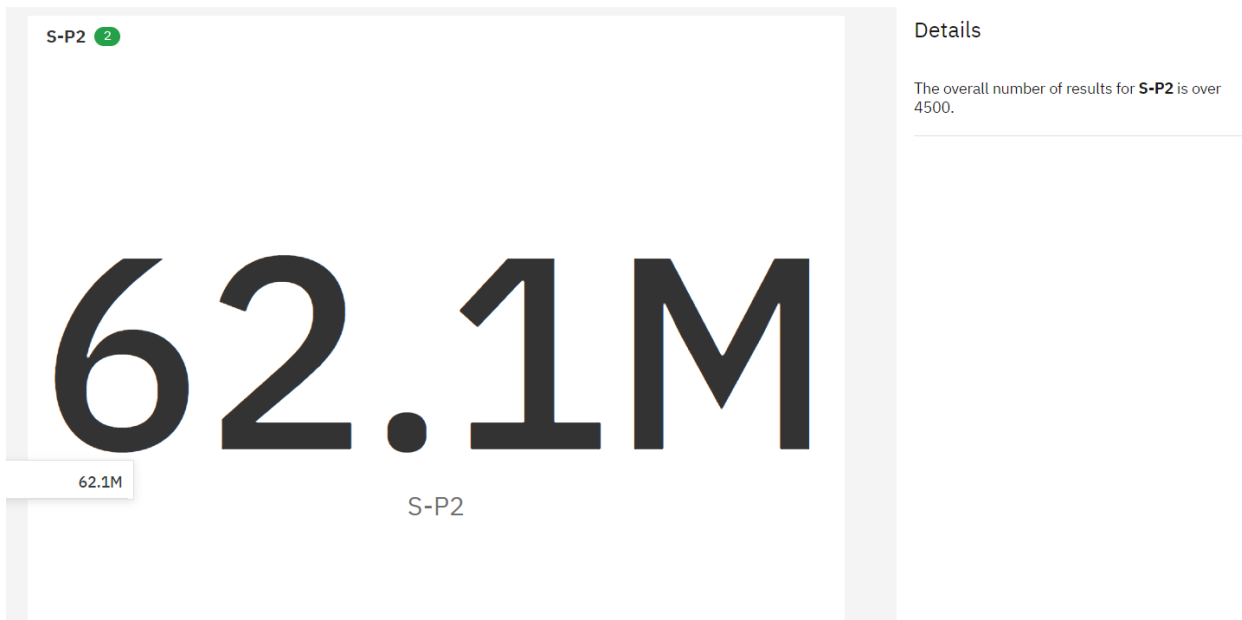 S-P2 2
62.1M
62.1M
S-P2
Details
The overall number of results for S-P2 is over
4500.